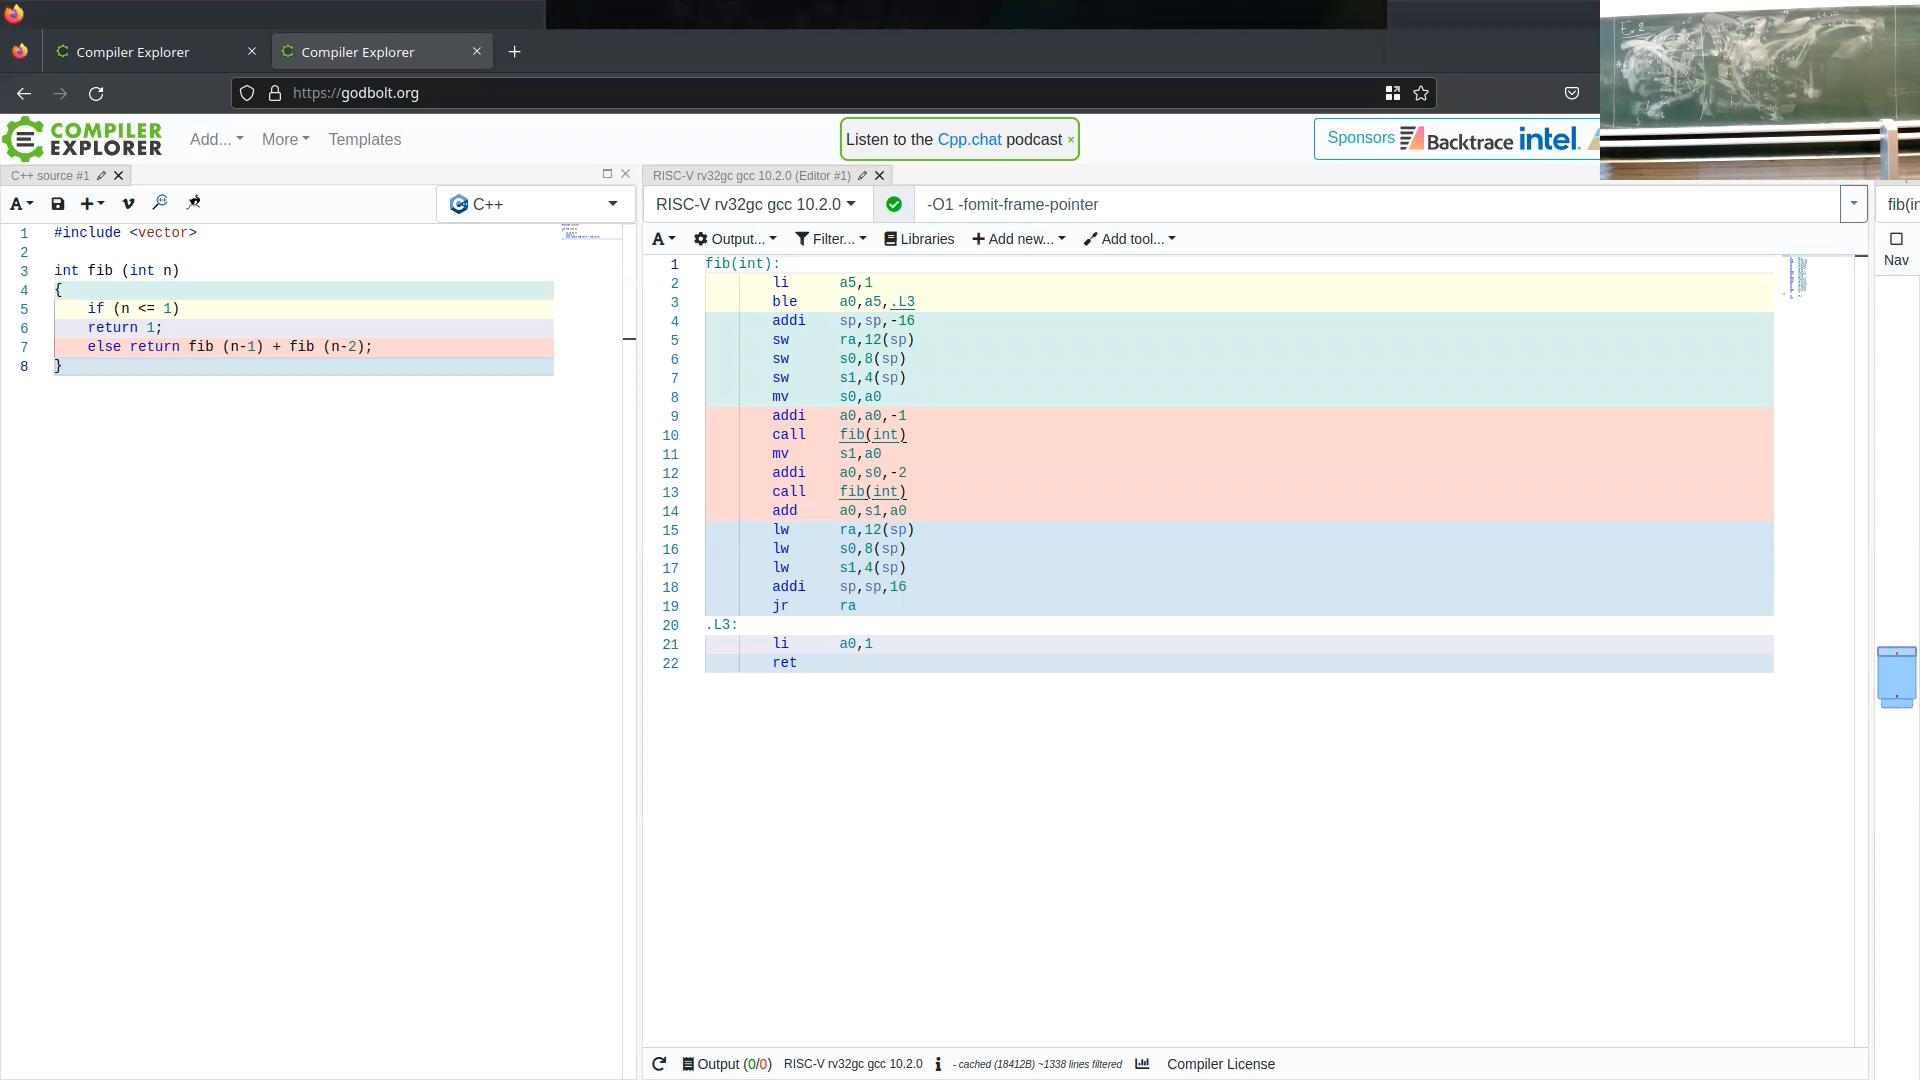 Compiler Explorer
Compiler Explorer
https://godbolt.org
COMPILER
EXPLORER
Add...
More
Templates
Listen to the Cpp.chat podcast ×
Sponsors
Backtrace
intel.
C++ source #1
RISC-V rv32gc gcc 10.2.0 (Editor #1)
A
C++
RISC-V rv32gc gcc 10.2.0
-O1 -fomit-frame-pointer
fib(in
A
Output...
Filter...
Libraries
Add new...
Add tool...
Nav
1 #include <vector>
2
3 int fib (int n)
4 {
5 if (n <= 1)
6 return 1;
7 else return fib (n-1) + fib (n-2);
8 }
1 fib(int):
2 li a5,1
3 ble a0,a5,.L3
4 addi sp,sp,-16
5 sw ra,12(sp)
6 sw s0,8(sp)
7 sw s1,4(sp)
8 mv s0,a0
9 addi a0,a0,-1
10 call fib(int)
11 mv s1,a0
12 addi a0,s0,-2
13 call fib(int)
14 add a0,s1,a0
15 lw ra,12(sp)
16 lw s0,8(sp)
17 lw s1,4(sp)
18 addi sp,sp,16
19 jr ra
20 .L3:
21 li a0,1
22 ret
Output (0/0)
RISC-V rv32gc gcc 10.2.0
- cached (18412B) ~1338 lines filtered
Compiler License